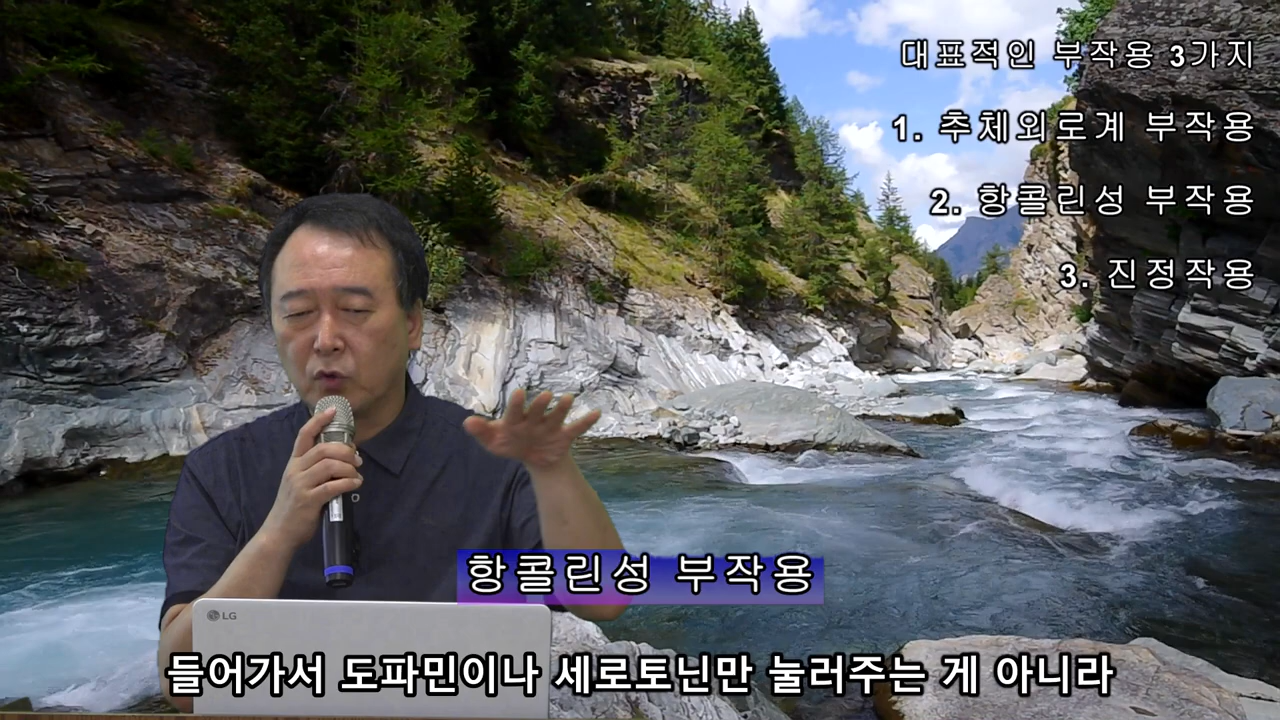 대표적인 부작용 3가지
1. 추체외로계 부작용
2. 항콜린성 부작용
3. 진정작용
항콜린성 부작용
LG
들어가서 도파민이나 세로토닌만 눌러주는 게 아니라